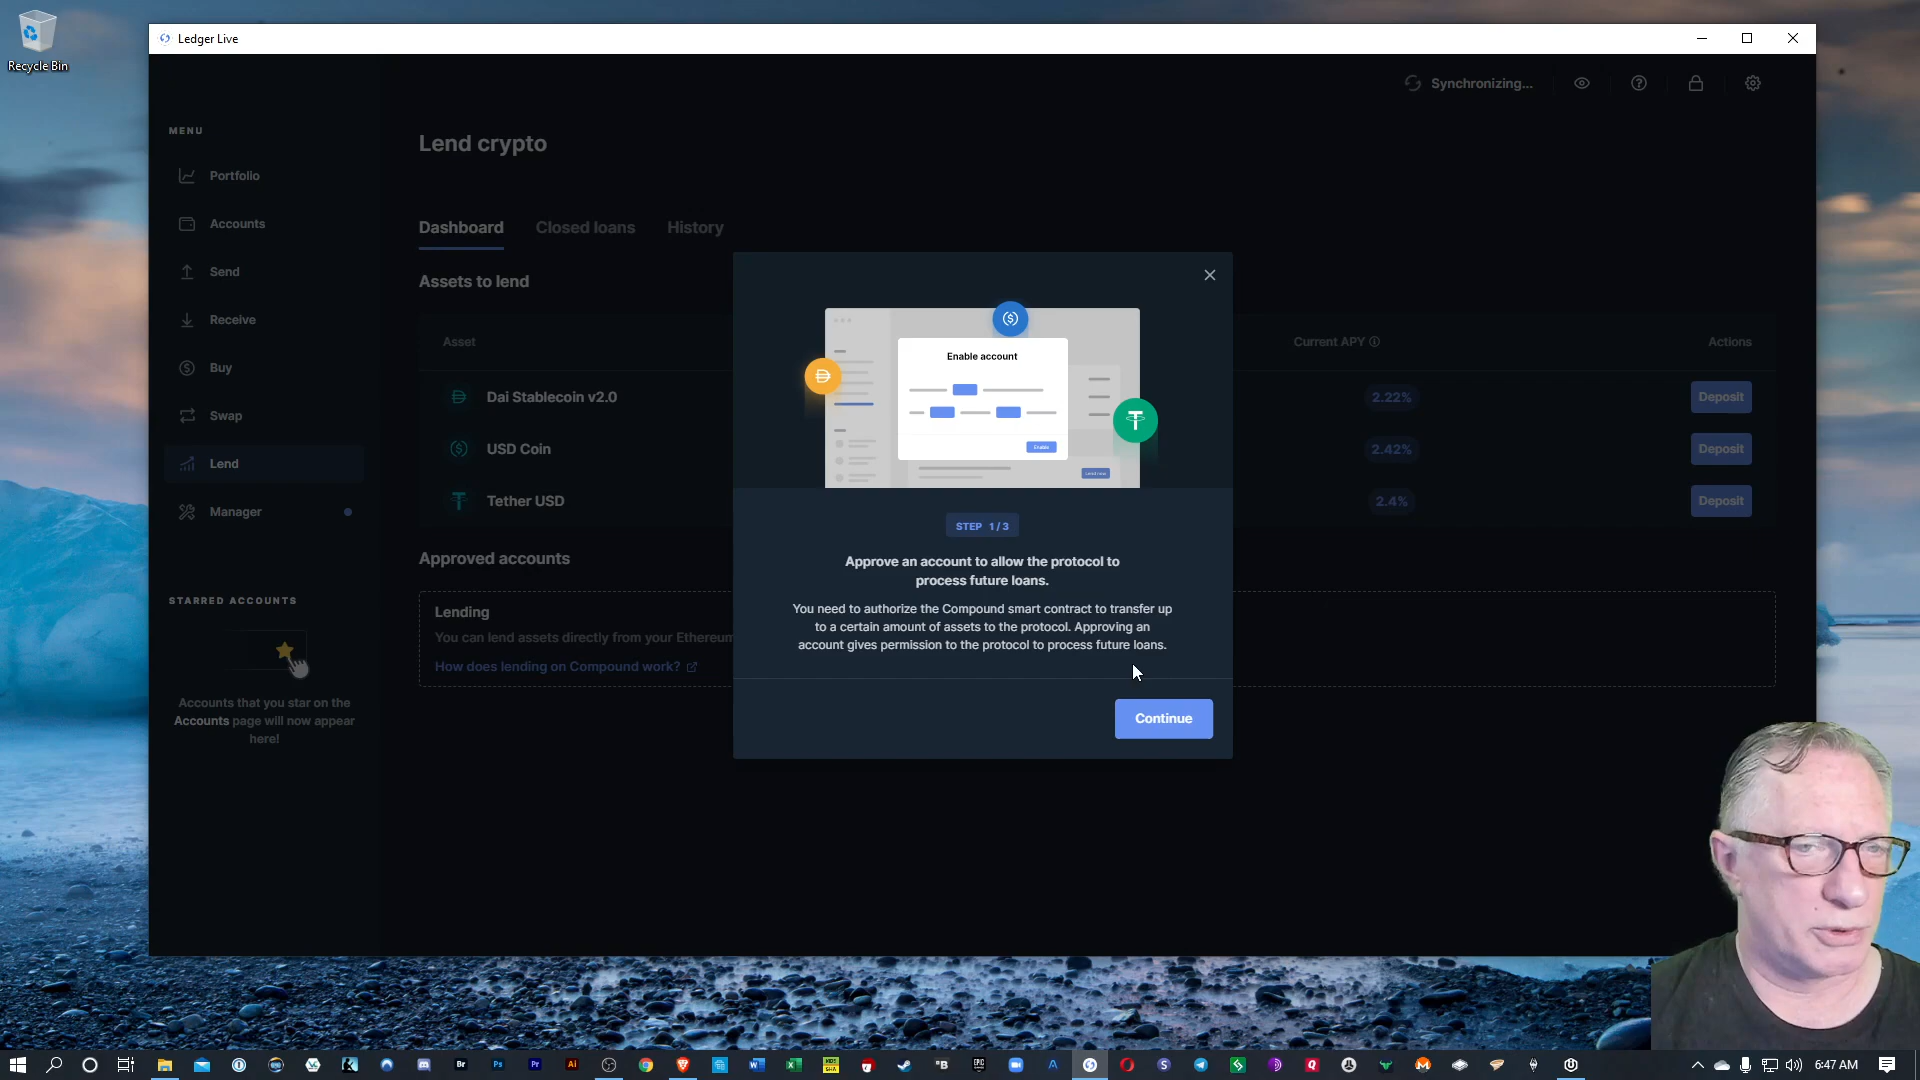 Recycle Bin
Ledger Live
Synchronizing...
MENU
Portfolio
Accounts
Send
Receive
Buy
Swap
Lend
Manager
STARRED ACCOUNTS
Accounts that you star on the
Accounts page will now appear
here!
Lend crypto
Dashboard
Closed loans
History
Assets to lend
Asset
Current APY
Actions
Dai Stablecoin v2.0
2.22%
Deposit
USD Coin
2.42%
Deposit
Tether USD
2.4%
Deposit
Approved accounts
Lending
You can lend assets directly from your Ethereum
How does lending on Compound work?
Enable account
Enable
Lend now
STEP 1/3
Approve an account to allow the protocol to
process future loans.
You need to authorize the Compound smart contract to transfer up
to a certain amount of assets to the protocol. Approving an
account gives permission to the protocol to process future loans.
Continue
Br
Ps
Pr
Ai
6:47 AM